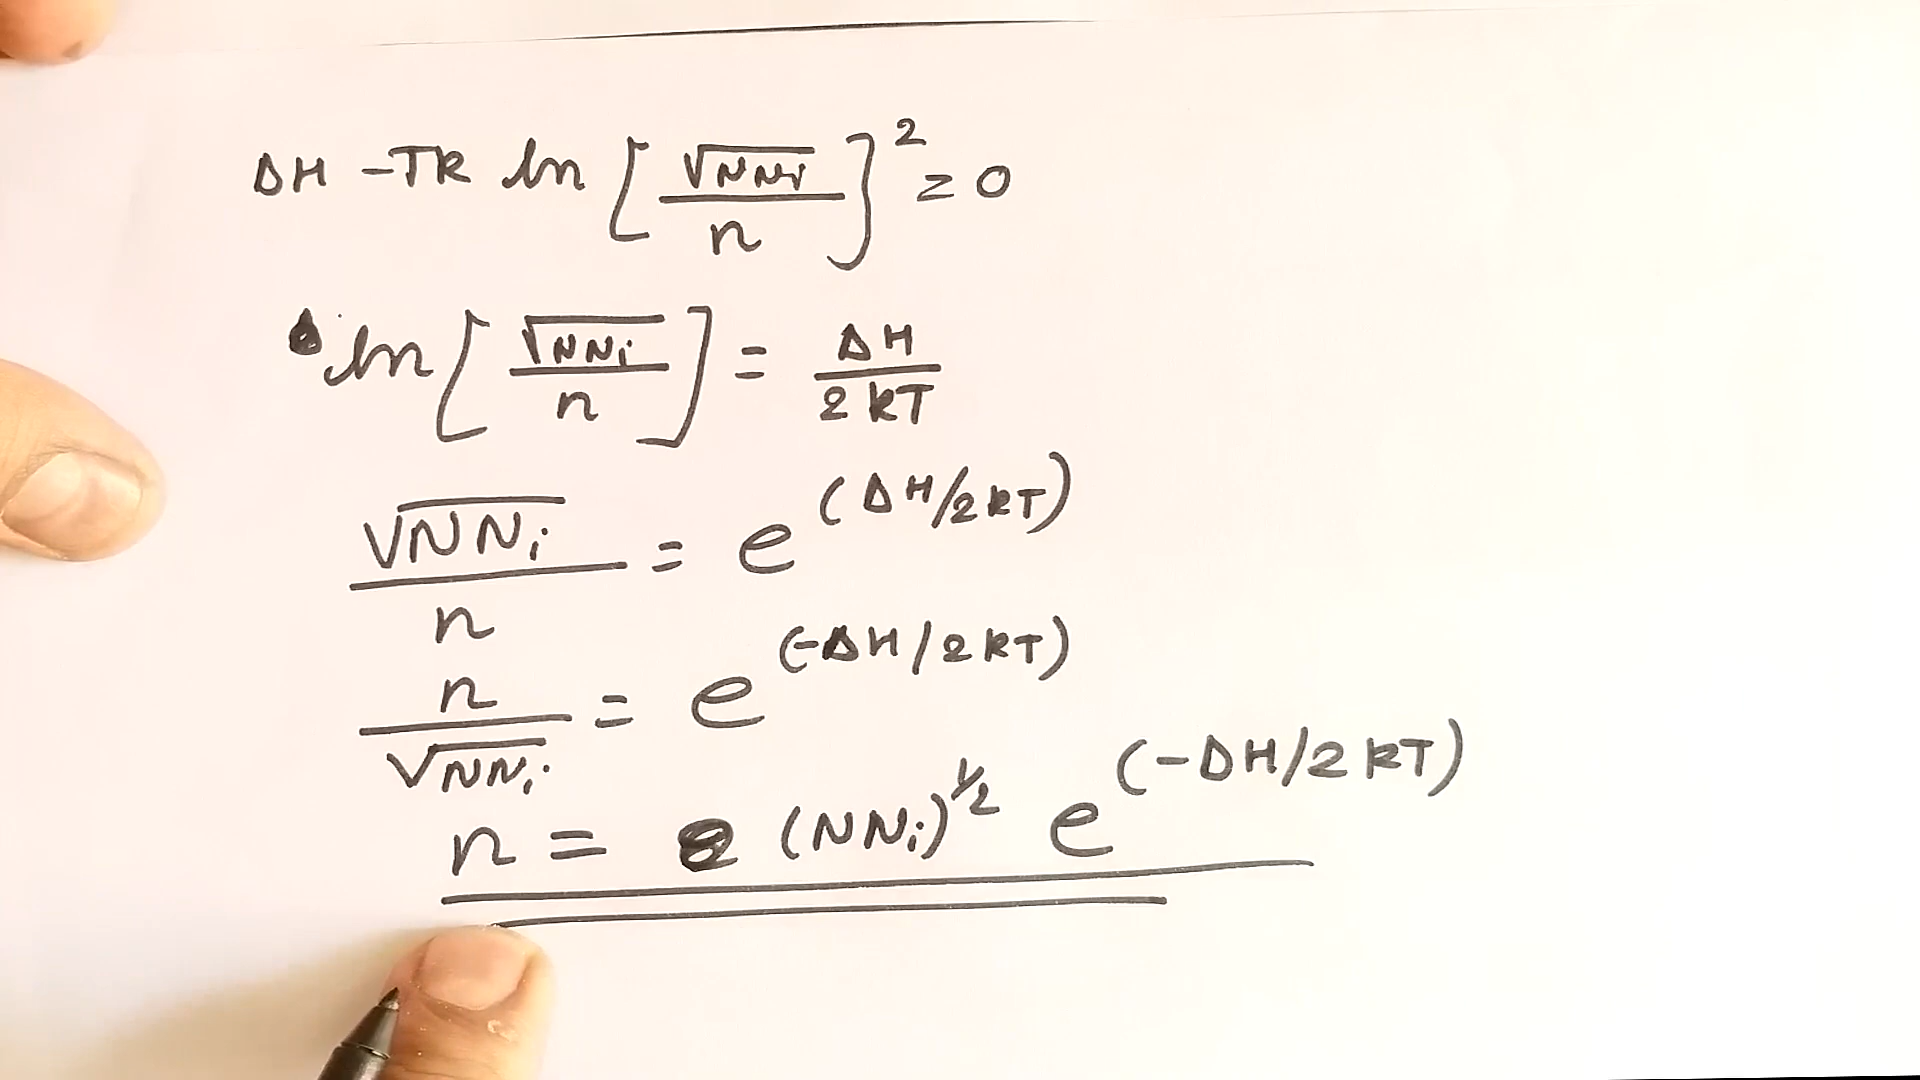 ΔH -TK ln [√NNi / n]² = 0
ln [√NNi / n] = ΔH / 2KT
√NNi / n = e^(ΔH/2KT)
n / √NNi = e^(-ΔH/2KT)
n = (NNi)^1/2 e^(-ΔH/2KT)